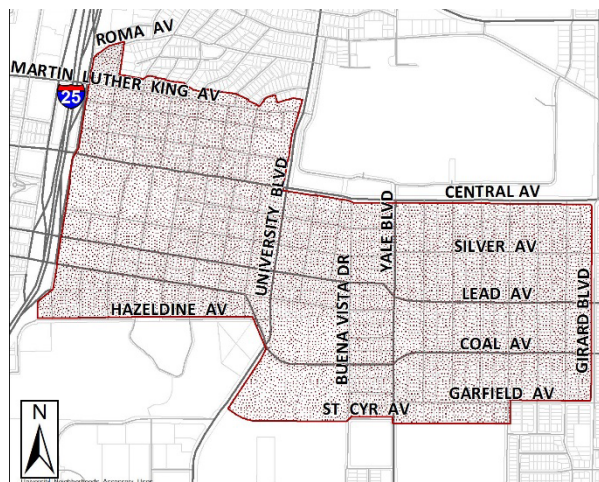 ROMA AV
MARTIN LUTHER KING AV
25
UNIVERSITY BLVD
CENTRAL AV
YALE BLVD
SILVER AV
BUENA VISTA DR
LEAD AV
GIRARD BLVD
HAZELDINE AV
COAL AV
GARFIELD AV
ST CYR AV
N